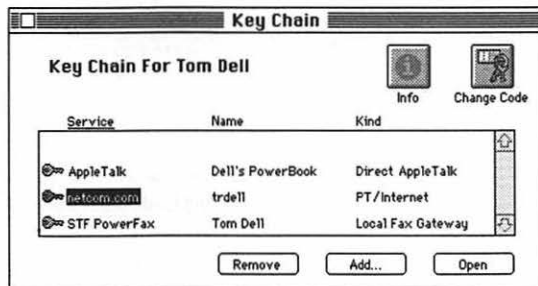 Key Chain
Key Chain For Tom Dell
Info
Change Code
Service Name Kind
AppleTalk Dell's PowerBook Direct AppleTalk
netcom.com trdell PT/Internet
STF PowerFax Tom Dell Local Fax Gateway
Remove Add... Open